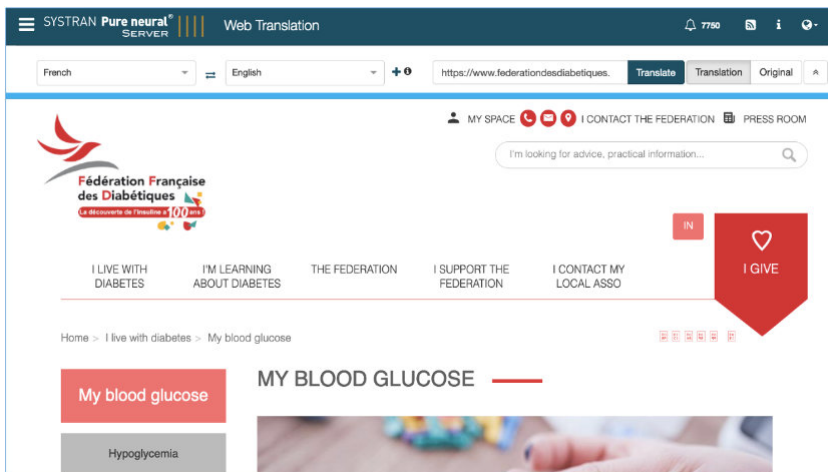 SYSTRAN Pure neural®
SERVER
Web Translation
7750
French
English
https://www.federationdesdiabetiques.
Translate
Translation
Original
MY SPACE
I CONTACT THE FEDERATION
PRESS ROOM
I'm looking for advice, practical information...
Fédération Française
des Diabétiques
La découverte de l'insuline a 100 ans !
IN
I GIVE
I LIVE WITH
DIABETES
I'M LEARNING
ABOUT DIABETES
THE FEDERATION
I SUPPORT THE
FEDERATION
I CONTACT MY
LOCAL ASSO
Home > I live with diabetes > My blood glucose
My blood glucose
MY BLOOD GLUCOSE
Hypoglycemia